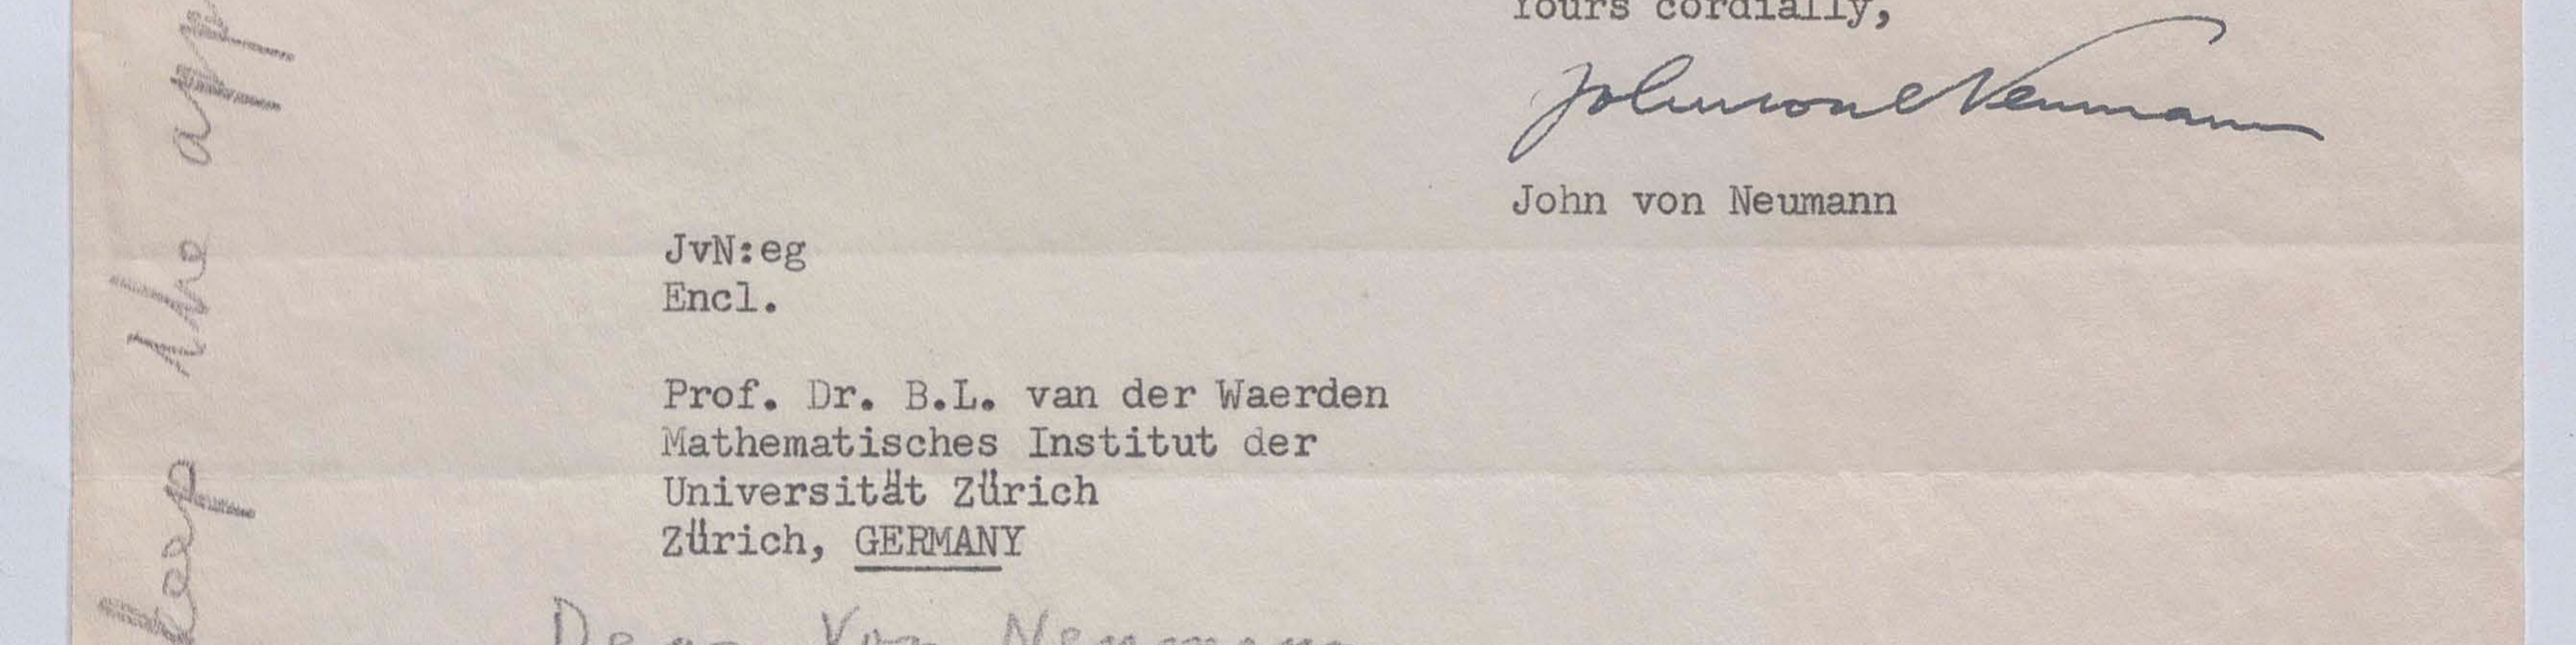 Yours cordially,
John von Neumann
John von Neumann
JvN:eg
Encl.
Prof. Dr. B.L. van der Waerden
Mathematisches Institut der
Universität Zürich
Zürich, GERMANY
Dear Von Neumann
keep the app